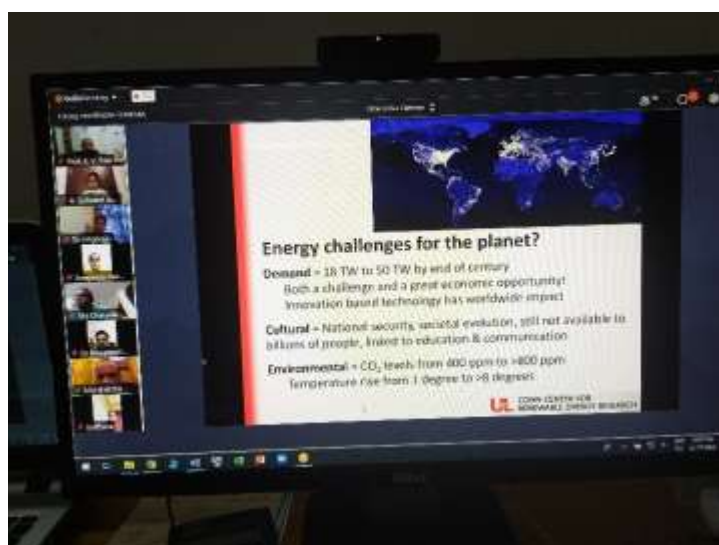 Energy challenges for the planet?
Demand = 18 TW to 50 TW by end of century
Both a challenge and a great economic opportunity!
Innovation based technology has worldwide impact
Cultural = National security, societal evolution, still not available to
billions of people, linked to education & communication
Environmental = CO₂ levels from 400 ppm to >800 ppm
Temperature rise from 1 degree to >8 degrees
UL CONN CENTER FOR
RENEWABLE ENERGY RESEARCH
DELL